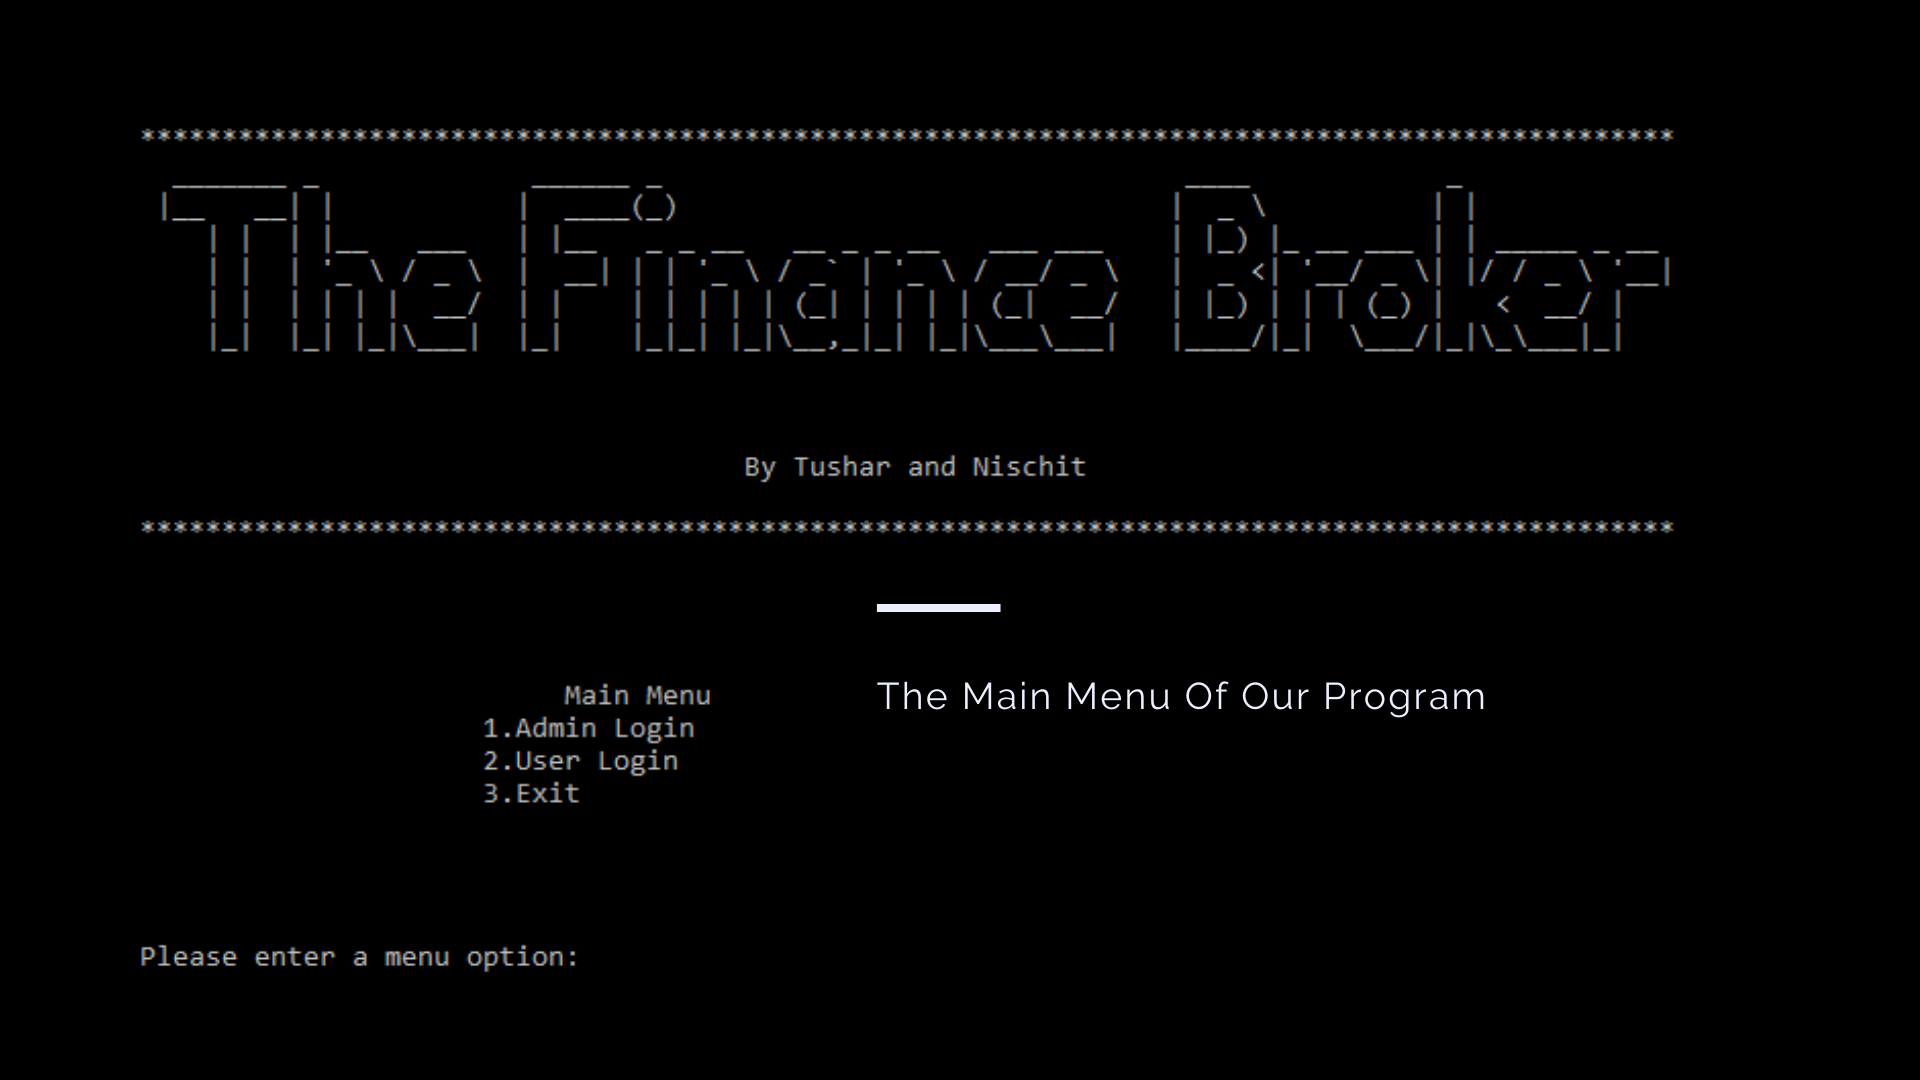 The Finance Broker
By Tushar and Nischit
Main Menu
1.Admin Login
2.User Login
3.Exit
The Main Menu Of Our Program
Please enter a menu option: